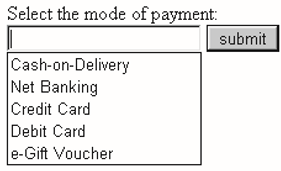 Select the mode of payment:
submit
Cash-on-Delivery
Net Banking
Credit Card
Debit Card
e-Gift Voucher